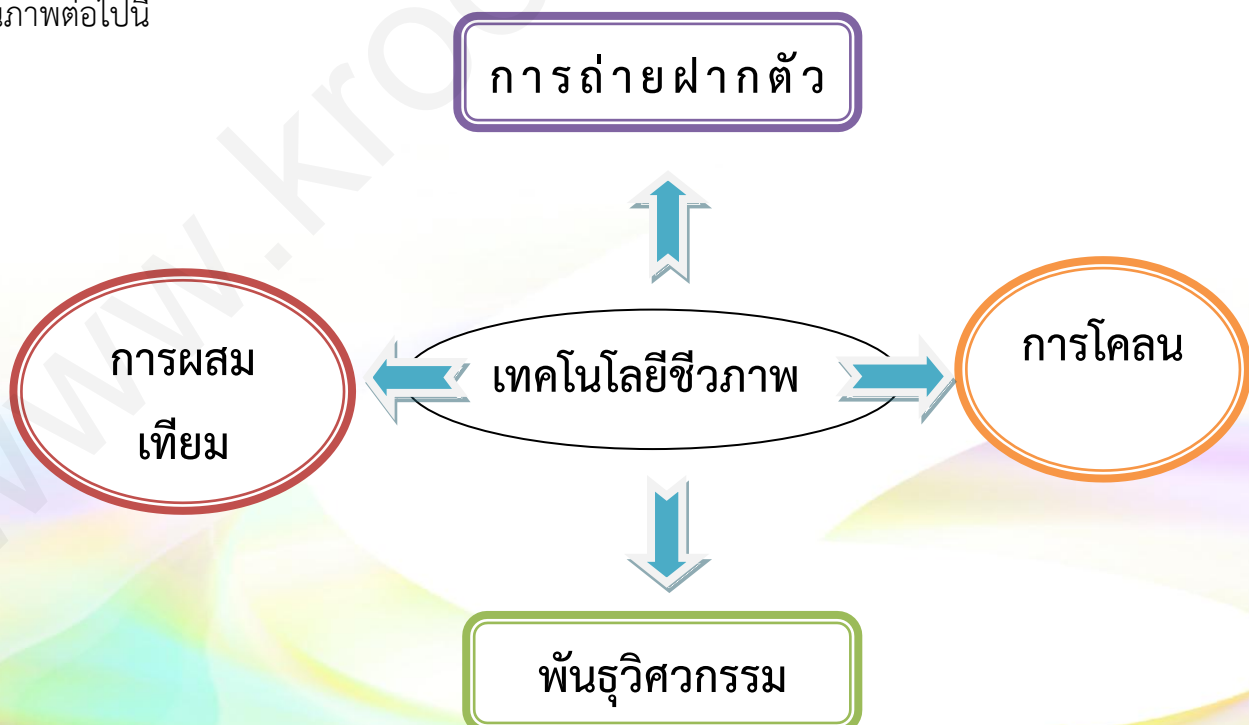 นภาพต่อไปนี้
การถ่ายฝากตัว
การผสม
เทียม
เทคโนโลยีชีวภาพ
การโคลน
พันธุวิศวกรรม